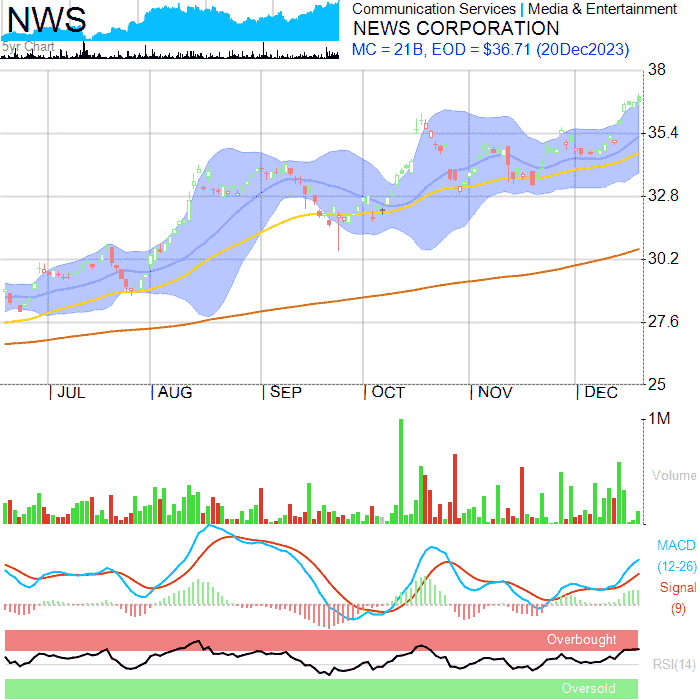 NWS
5yr Chart
Communication Services | Media & Entertainment
NEWS CORPORATION
MC = 21B, EOD = $36.71 (20Dec2023)
38
35.4
32.8
30.2
27.6
25
JUL AUG SEP OCT NOV DEC
1M
Volume
MACD
(12-26)
Signal
(9)
Overbought
RSI(14)
Oversold